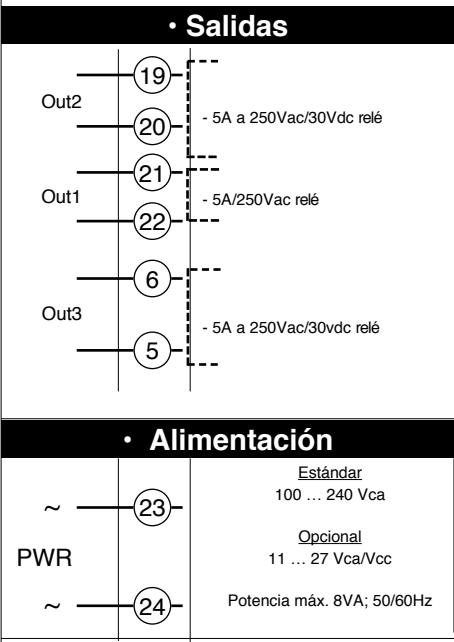 • Salidas
19
Out2
20
- 5A a 250Vac/30Vdc relé
21
Out1
- 5A/250Vac relé
22
6
Out3
- 5A a 250Vac/30vdc relé
5
• Alimentación
Estándar
100 … 240 Vca
~ 23
Opcional
PWR
11 … 27 Vca/Vcc
~ 24
Potencia máx. 8VA; 50/60Hz